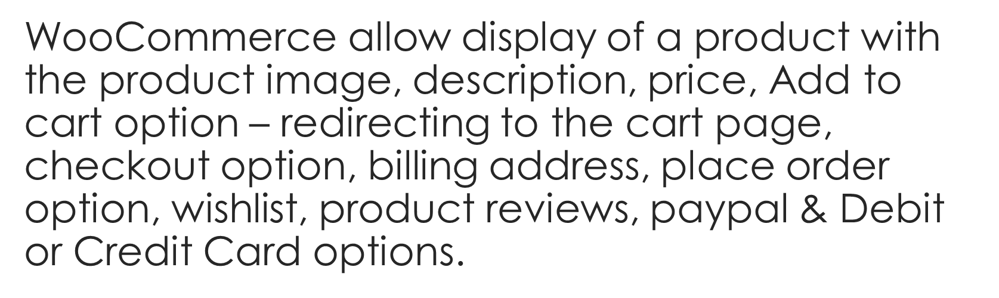 WooCommerce allow display of a product with
the product image, description, price, Add to
cart option – redirecting to the cart page,
checkout option, billing address, place order
option, wishlist, product reviews, paypal & Debit
or Credit Card options.